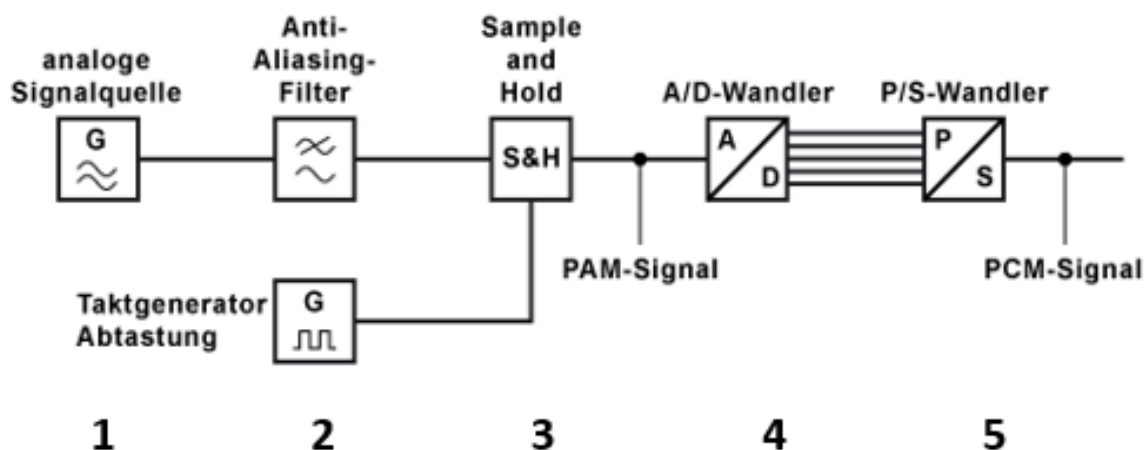 analoge
Signalquelle
Anti-
Aliasing-
Filter
Sample
and
Hold
A/D-Wandler
P/S-Wandler
G
S&H
A
D
P
S
PAM-Signal
PCM-Signal
Taktgenerator
Abtastung
G
1 2 3 4 5